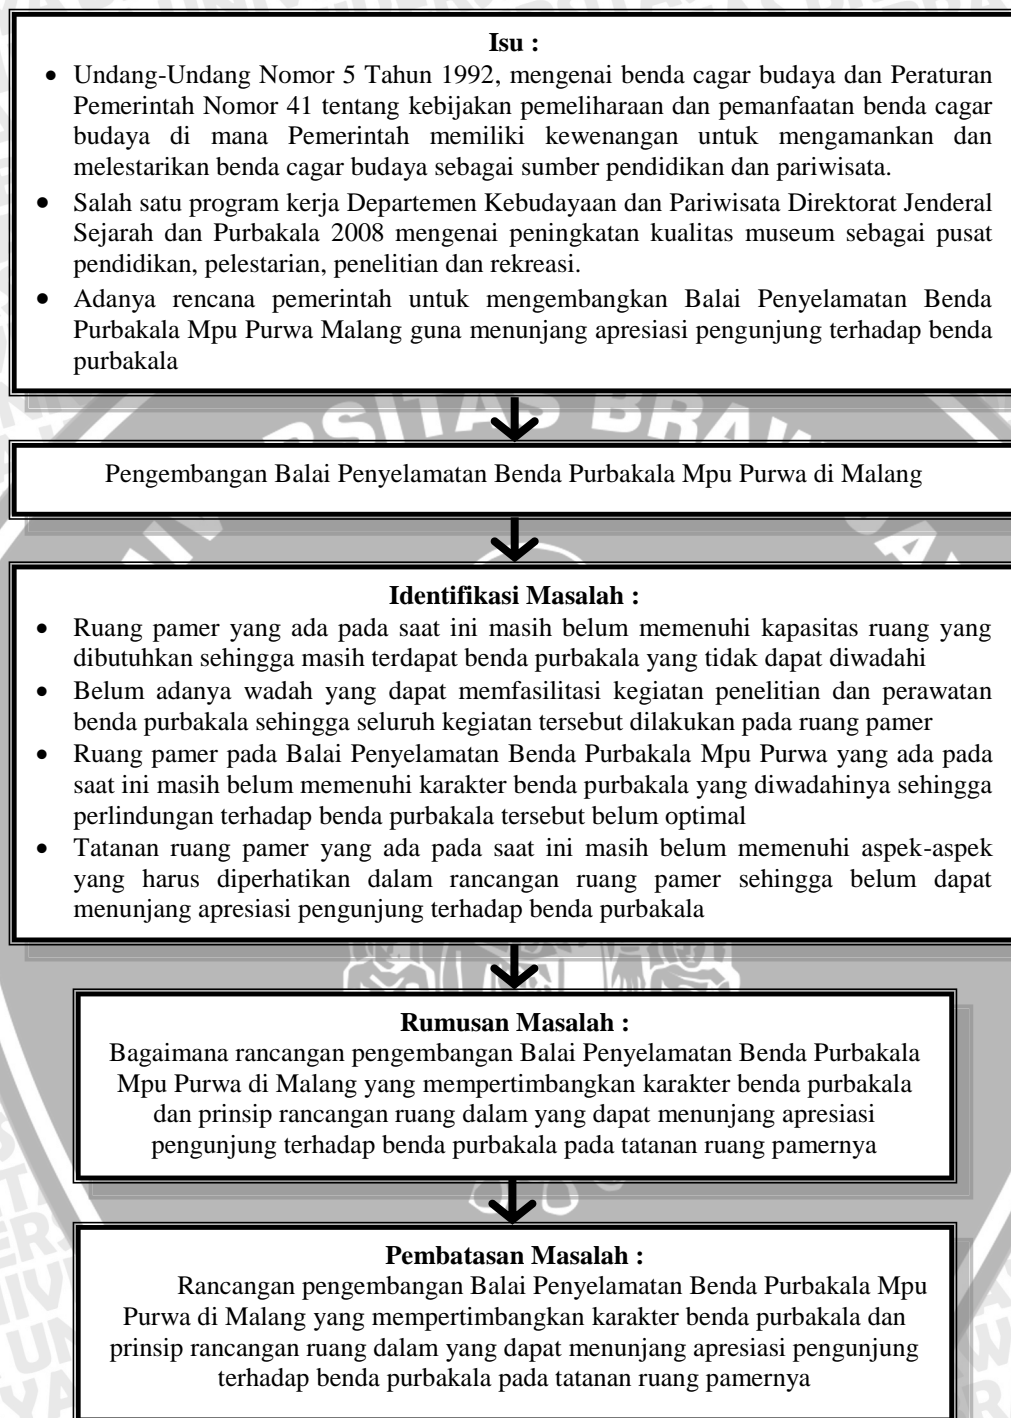 Isu :
• Undang-Undang Nomor 5 Tahun 1992, mengenai benda cagar budaya dan Peraturan
Pemerintah Nomor 41 tentang kebijakan pemeliharaan dan pemanfaatan benda cagar
budaya di mana Pemerintah memiliki kewenangan untuk mengamankan dan
melestarikan benda cagar budaya sebagai sumber pendidikan dan pariwisata.
• Salah satu program kerja Departemen Kebudayaan dan Pariwisata Direktorat Jenderal
Sejarah dan Purbakala 2008 mengenai peningkatan kualitas museum sebagai pusat
pendidikan, pelestarian, penelitian dan rekreasi.
• Adanya rencana pemerintah untuk mengembangkan Balai Penyelamatan Benda
Purbakala Mpu Purwa Malang guna menunjang apresiasi pengunjung terhadap benda
purbakala
Pengembangan Balai Penyelamatan Benda Purbakala Mpu Purwa di Malang
Identifikasi Masalah :
• Ruang pamer yang ada pada saat ini masih belum memenuhi kapasitas ruang yang
dibutuhkan sehingga masih terdapat benda purbakala yang tidak dapat diwadahi
• Belum adanya wadah yang dapat memfasilitasi kegiatan penelitian dan perawatan
benda purbakala sehingga seluruh kegiatan tersebut dilakukan pada ruang pamer
• Ruang pamer pada Balai Penyelamatan Benda Purbakala Mpu Purwa yang ada pada
saat ini masih belum memenuhi karakter benda purbakala yang diwadahinya sehingga
perlindungan terhadap benda purbakala tersebut belum optimal
• Tatanan ruang pamer yang ada pada saat ini masih belum memenuhi aspek-aspek
yang harus diperhatikan dalam rancangan ruang pamer sehingga belum dapat
menunjang apresiasi pengunjung terhadap benda purbakala
Rumusan Masalah :
Bagaimana rancangan pengembangan Balai Penyelamatan Benda Purbakala
Mpu Purwa di Malang yang mempertimbangkan karakter benda purbakala
dan prinsip rancangan ruang dalam yang dapat menunjang apresiasi
pengunjung terhadap benda purbakala pada tatanan ruang pamernya
Pembatasan Masalah :
Rancangan pengembangan Balai Penyelamatan Benda Purbakala Mpu
Purwa di Malang yang mempertimbangkan karakter benda purbakala dan
prinsip rancangan ruang dalam yang dapat menunjang apresiasi pengunjung
terhadap benda purbakala pada tatanan ruang pamernya